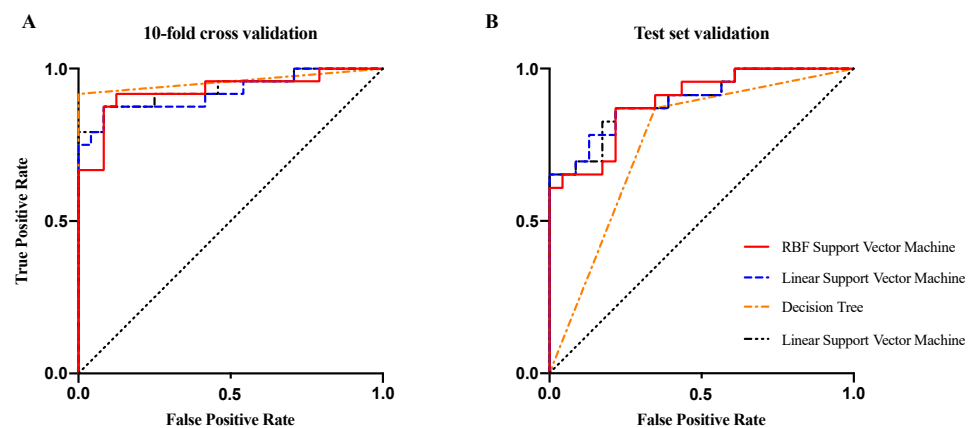 A
10-fold cross validation
1.0
0.5
0.0
0.0
0.5
1.0
True Positive Rate
False Positive Rate
B
Test set validation
1.0
0.5
0.0
0.0
0.5
1.0
False Positive Rate
RBF Support Vector Machine
Linear Support Vector Machine
Decision Tree
Linear Support Vector Machine